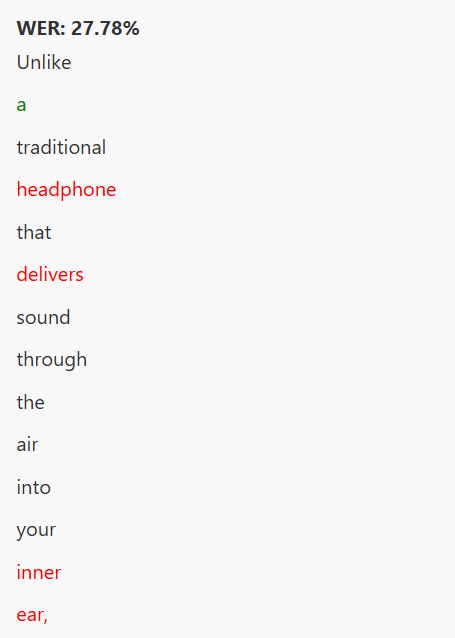 WER: 27.78%
Unlike
a
traditional
headphone
that
delivers
sound
through
the
air
into
your
inner
ear,